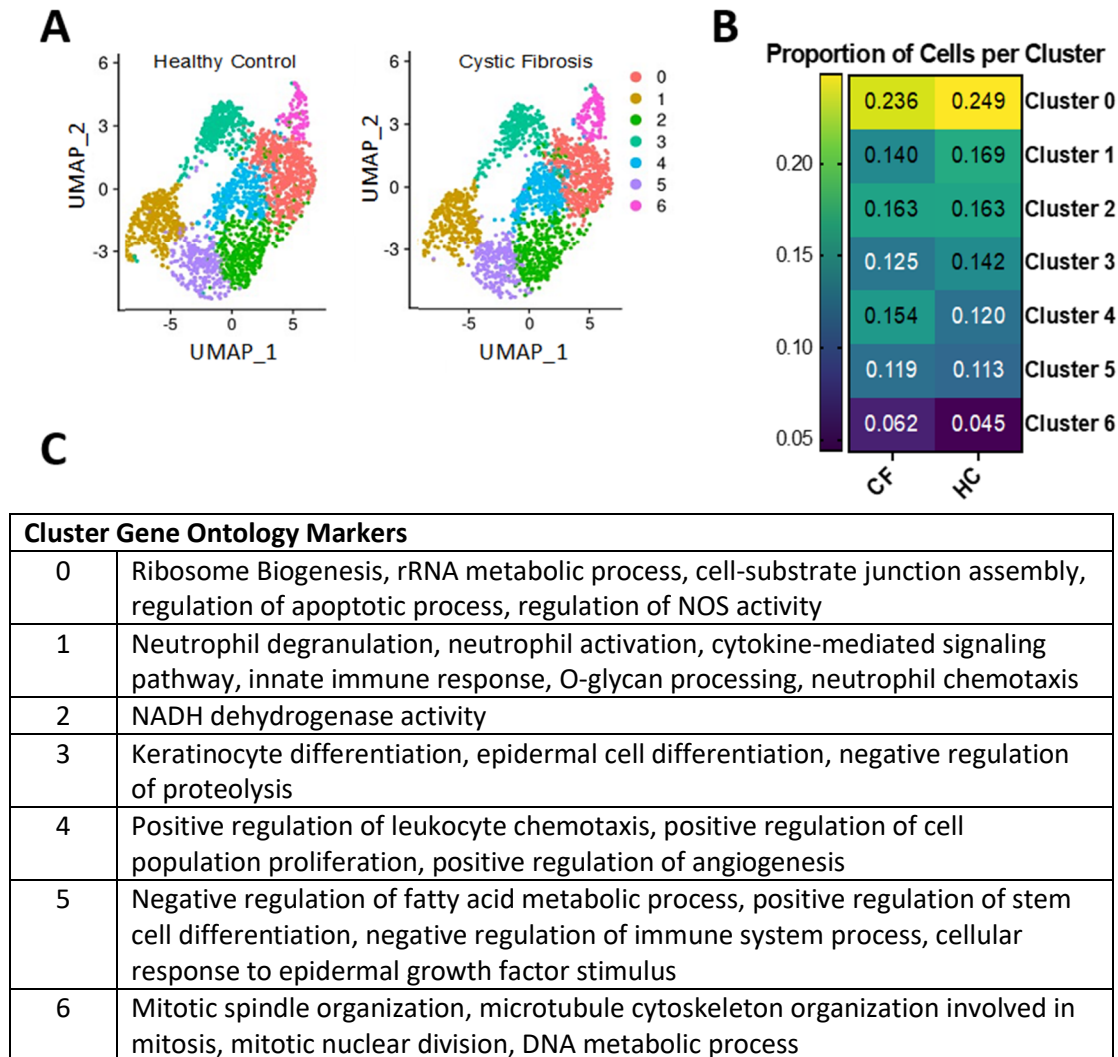 A
Healthy Control
Cystic Fibrosis
UMAP_2
6
3
0
-3
-5
0
5
UMAP_1
UMAP_2
6
3
0
-3
-5
0
5
UMAP_1
0
1
2
3
4
5
6
B
Proportion of Cells per Cluster
0.20
0.15
0.10
0.05
0.236 0.249 Cluster 0
0.140 0.169 Cluster 1
0.163 0.163 Cluster 2
0.125 0.142 Cluster 3
0.154 0.120 Cluster 4
0.119 0.113 Cluster 5
0.062 0.045 Cluster 6
CF HC
C
Cluster Gene Ontology Markers
0 Ribosome Biogenesis, rRNA metabolic process, cell-substrate junction assembly,
regulation of apoptotic process, regulation of NOS activity
1 Neutrophil degranulation, neutrophil activation, cytokine-mediated signaling
pathway, innate immune response, O-glycan processing, neutrophil chemotaxis
2 NADH dehydrogenase activity
3 Keratinocyte differentiation, epidermal cell differentiation, negative regulation
of proteolysis
4 Positive regulation of leukocyte chemotaxis, positive regulation of cell
population proliferation, positive regulation of angiogenesis
5 Negative regulation of fatty acid metabolic process, positive regulation of stem
cell differentiation, negative regulation of immune system process, cellular
response to epidermal growth factor stimulus
6 Mitotic spindle organization, microtubule cytoskeleton organization involved in
mitosis, mitotic nuclear division, DNA metabolic process